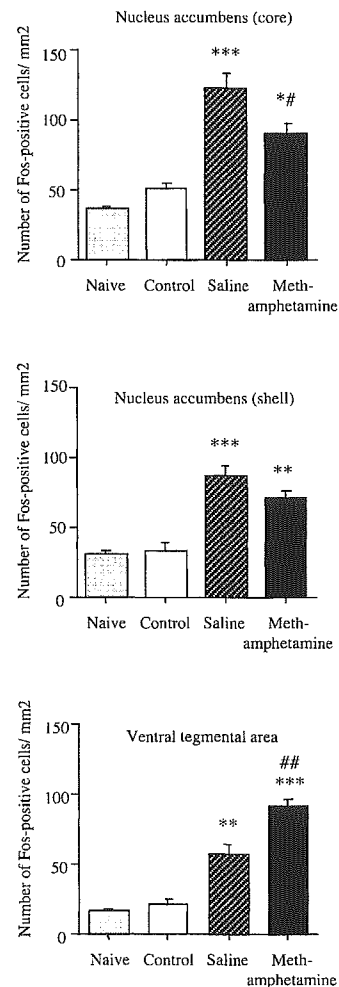 Nucleus accumbens (core)
Number of Fos-positive cells/ mm2
150
100
50
0
***
*#
Naive Control Saline Meth-
amphetamine
Nucleus accumbens (shell)
Number of Fos-positive cells/ mm2
150
100
50
0
***
**
Naive Control Saline Meth-
amphetamine
Ventral tegmental area
Number of Fos-positive cells/ mm2
150
100
50
0
**
##
***
Naive Control Saline Meth-
amphetamine